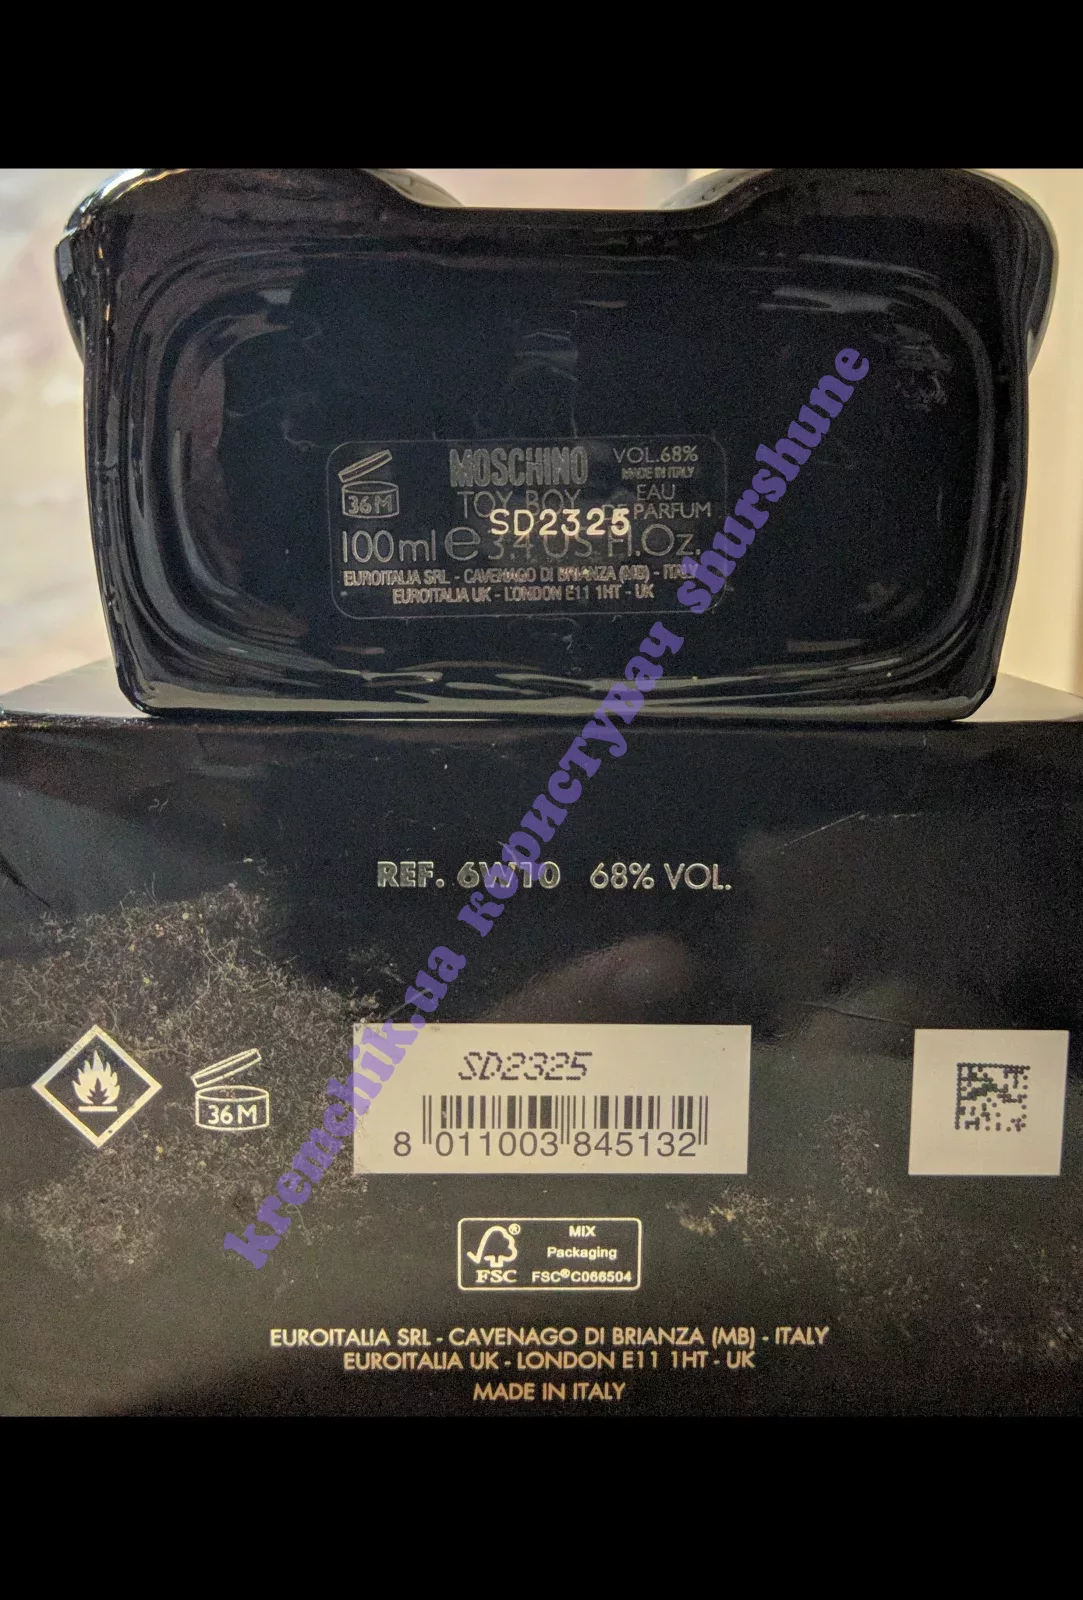 36M
MOSCHINO
VOL.68%
MADE IN ITALY
TOY BOY
EAU
DE PARFUM
SD2325
100ml e 3.4 US Fl.Oz.
EUROITALIA SRL - CAVENAGO DI BRIANZA (MB) - ITALY
EUROITALIA UK - LONDON E11 1HT - UK
kremchik.ua користувач shurshune
REF. 6W10 68% VOL.
36M
SD2325
8 011003 845132
FSC®
MIX
Packaging
FSC® C066504
EUROITALIA SRL - CAVENAGO DI BRIANZA (MB) - ITALY
EUROITALIA UK - LONDON E11 1HT - UK
MADE IN ITALY